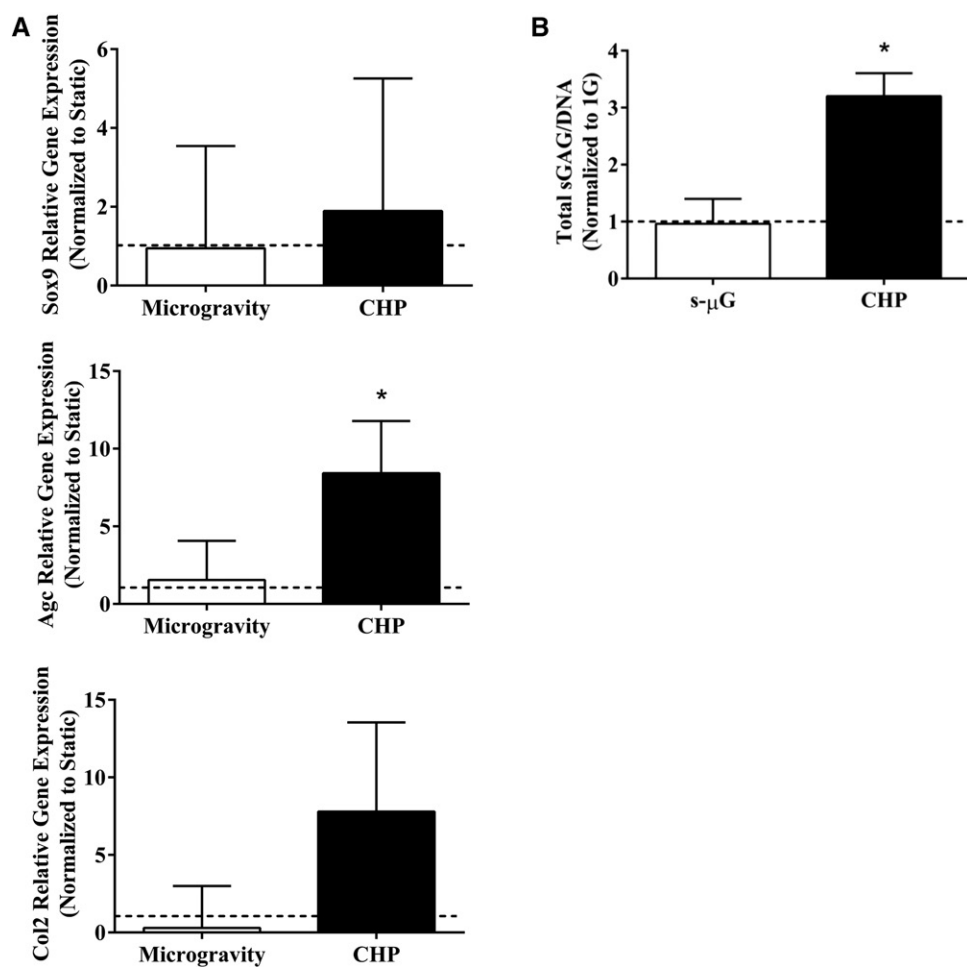 A
Sox9 Relative Gene Expression
(Normalized to Static)
6
4
2
0
Microgravity CHP
B
Total sGAG/DNA
(Normalized to 1G)
*
4
3
2
1
0
s-μG CHP
Agc Relative Gene Expression
(Normalized to Static)
*
15
10
5
0
Microgravity CHP
Col2 Relative Gene Expression
(Normalized to Static)
15
10
5
0
Microgravity CHP